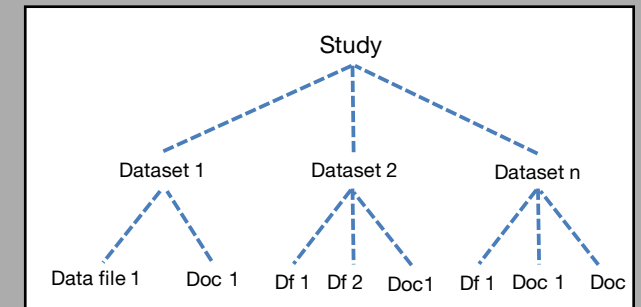 Study
Dataset 1 Dataset 2 Dataset n
Data file 1 Doc 1 Df 1 Df 2 Doc1 Df 1 Doc 1 Doc